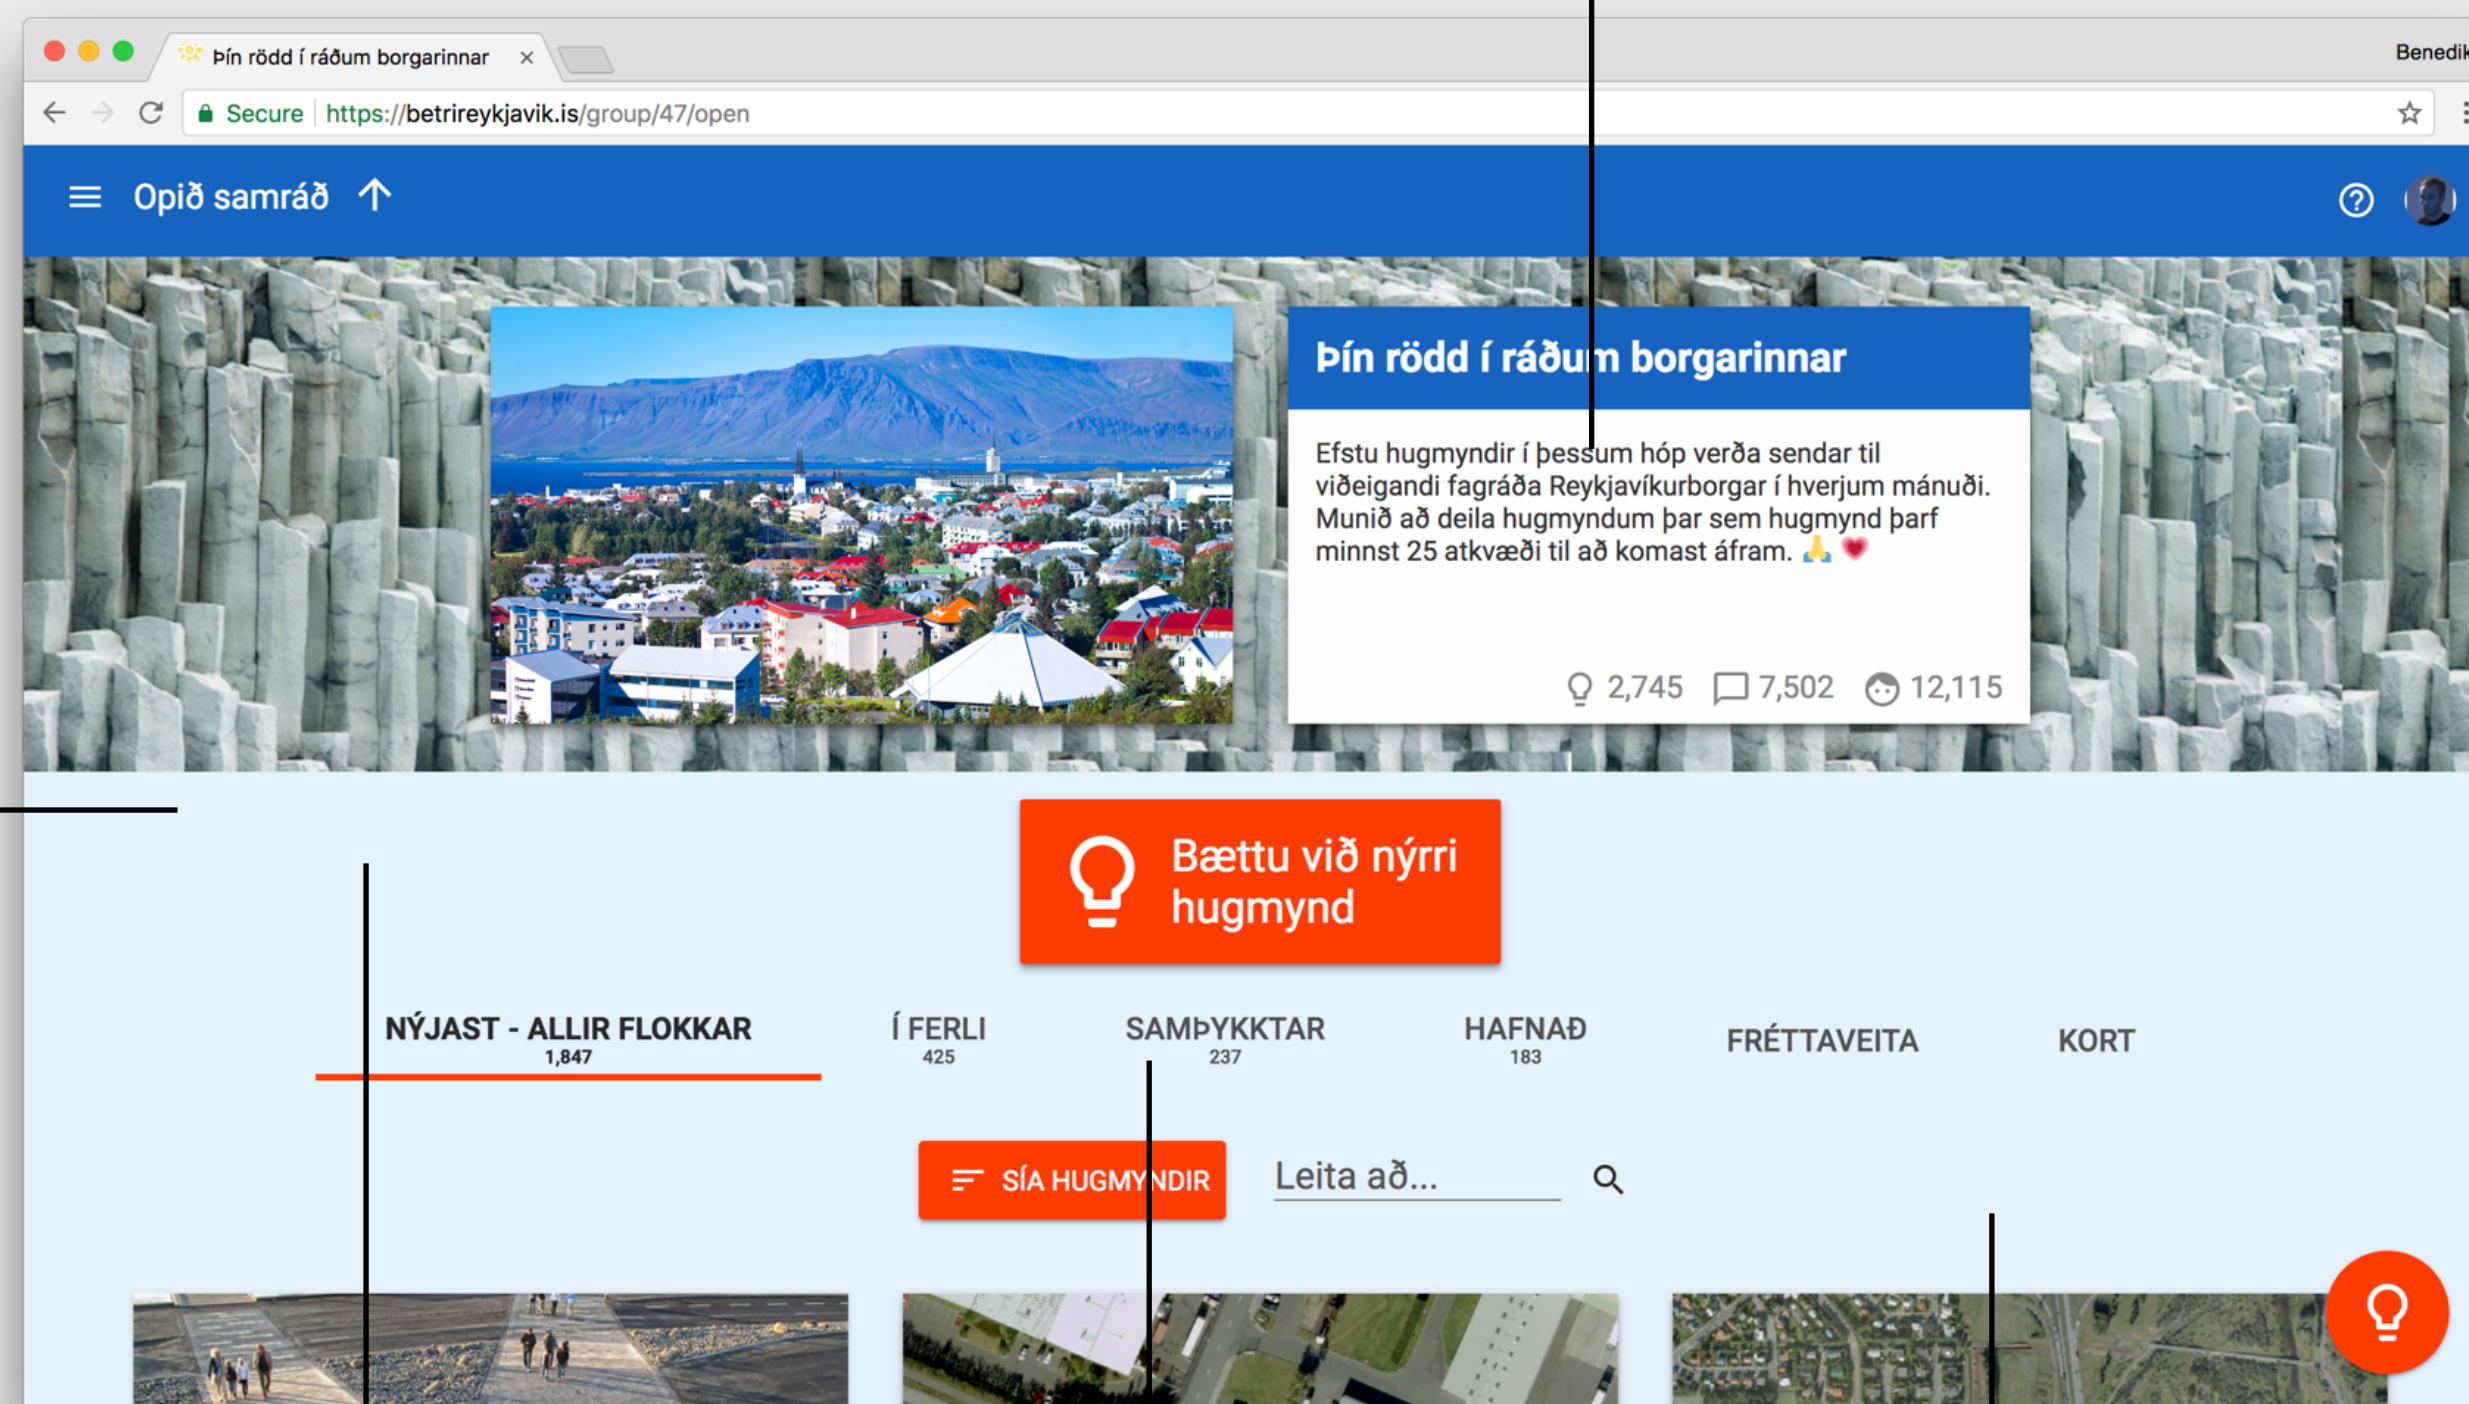 Þín rödd í ráðum borgarinnar
Benedik
Secure
https://betrireykjavik.is/group/47/open
Opið samráð
Þín rödd í ráðum borgarinnar
Efstu hugmyndir í þessum hóp verða sendar til
viðeigandi fagráða Reykjavíkurborgar í hverjum mánuði.
Munið að deila hugmyndum þar sem hugmynd þarf
minnst 25 atkvæði til að komast áfram. 🙏 💗
2,745 7,502 12,115
Bættu við nýrri
hugmynd
NÝJAST - ALLIR FLOKKAR
1,847
Í FERLI
425
SAMÞYKKTAR
237
HAFNAÐ
183
FRÉTTAVEITA
KORT
SÍA HUGMYNDIR
Leita að...